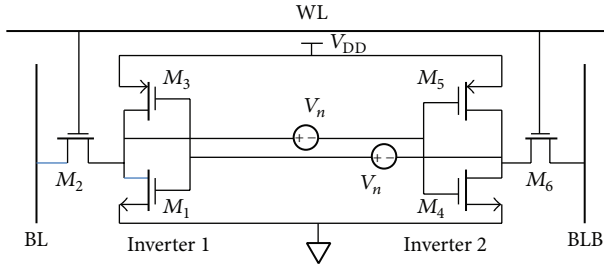 WL
V_DD
M_3
M_5
V_n
M_2
M_6
V_n
M_1
M_4
BL
Inverter 1
Inverter 2
BLB